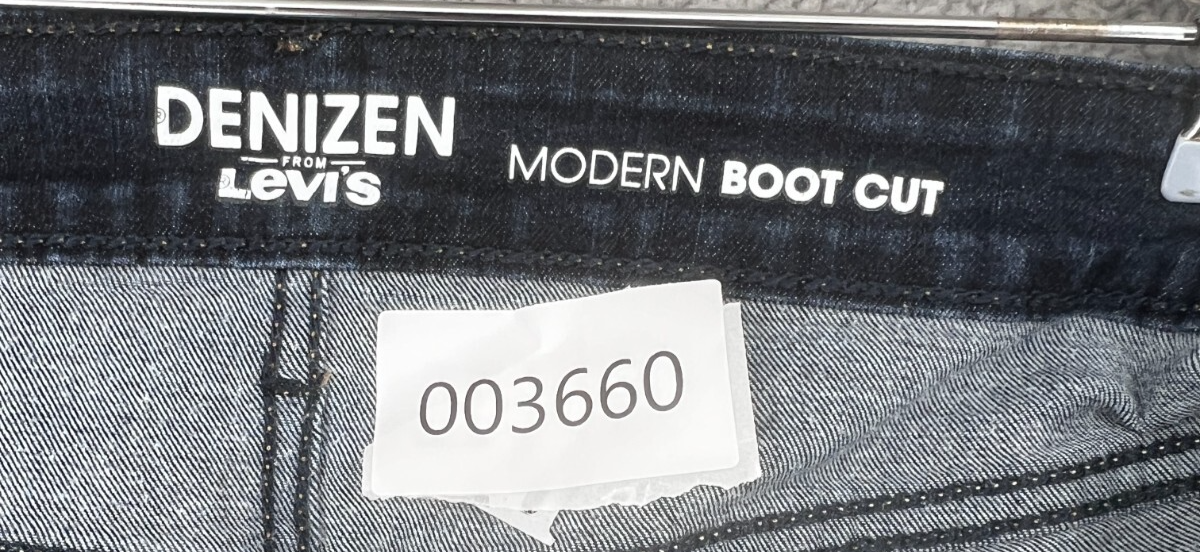 DENIZEN
FROM
Levi's
MODERN BOOT CUT
003660